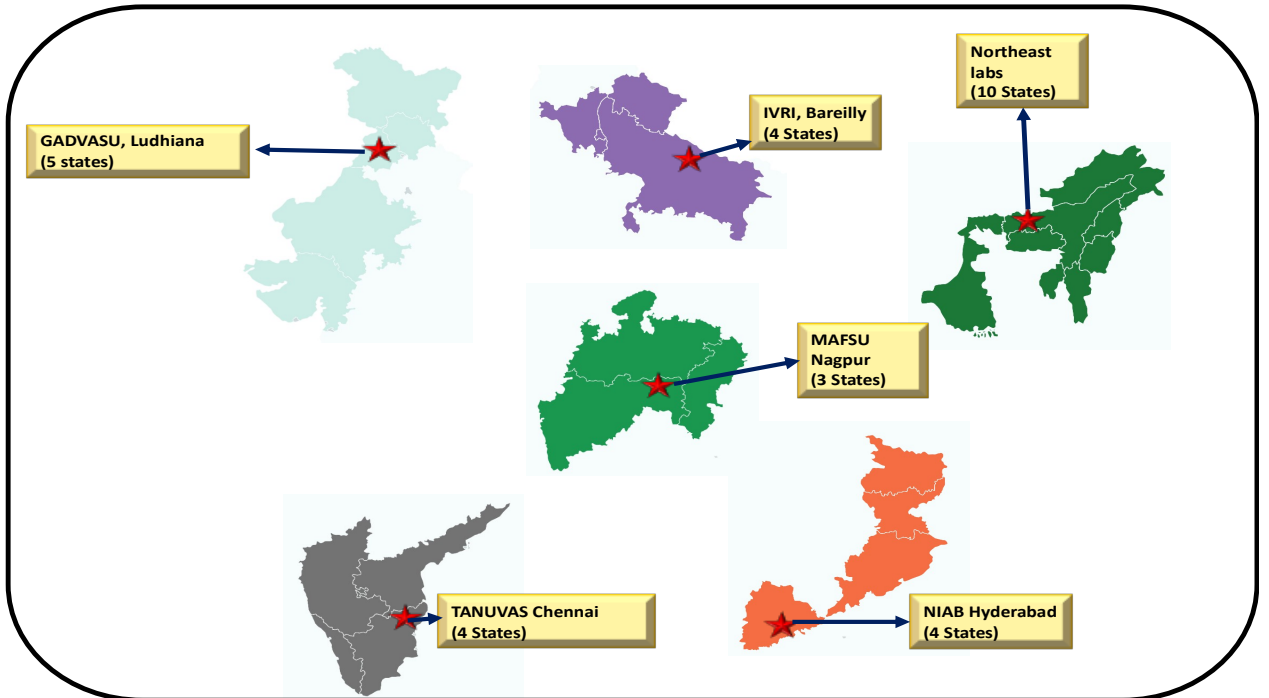 Northeast
labs
(10 States)
GADVASU, Ludhiana
(5 states)
IVRI, Bareilly
(4 States)
MAFSU
Nagpur
(3 States)
TANUVAS Chennai
(4 States)
NIAB Hyderabad
(4 States)